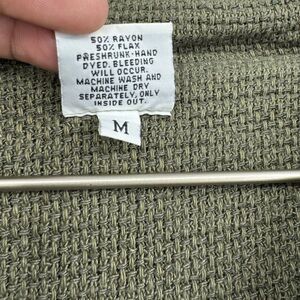 50% RAYON
50% FLAX
PRESHRUNK-HAND
DYED. BLEEDING
WILL OCCUR.
MACHINE WASH AND
MACHINE DRY
SEPARATELY, ONLY
INSIDE OUT.
M